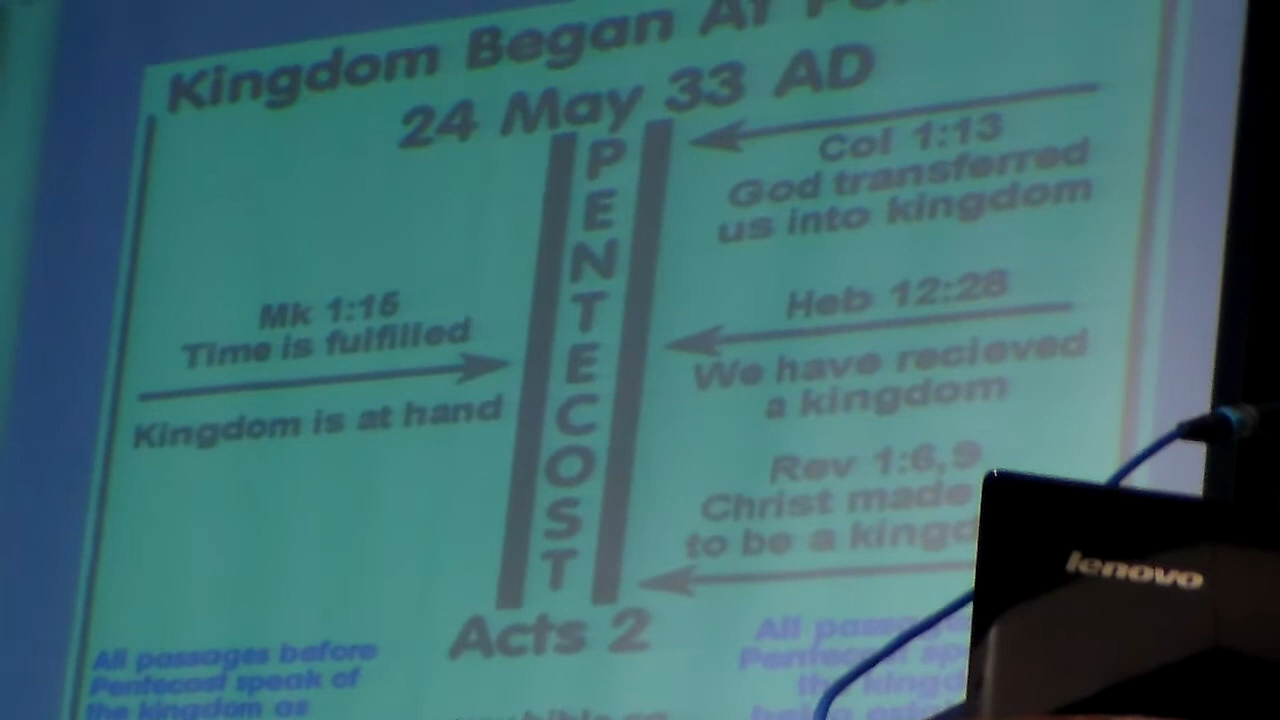 Kingdom Began At
24 May 33 AD
PENTECOST
Col 1:13
God transferred
us into kingdom
Mk 1:15
Time is fulfilled
Kingdom is at hand
Heb 12:28
We have recieved
a kingdom
Rev 1:6,9
Christ made
to be a kingd
Acts 2
All passages before
Pentecost speak of
the kingdom as
All
lenovo